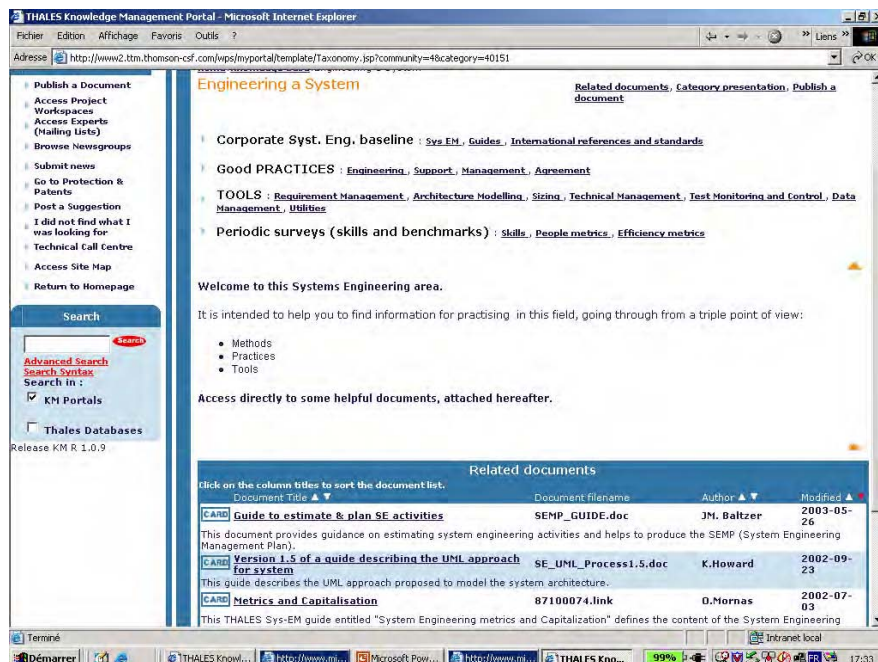 THALES Knowledge Management Portal - Microsoft Internet Explorer
Fichier Edition Affichage Favoris Outils ?
Liens »
Adresse http://www2.ttm.thomson-csf.com/wps/myportal/template/Taxonomy.jsp?community=4&category=40151
OK
Publish a Document
Access Project
Workspaces
Access Experts
(Mailing Lists)
Browse Newsgroups
Submit news
Go to Protection &
Patents
Post a Suggestion
I did not find what I
was looking for
Technical Call Centre
Access Site Map
Return to Homepage
Search
Search
Advanced Search
Search Syntax
Search in :
KM Portals
Thales Databases
Release KM R 1.0.9
Engineering a System
Related documents, Category presentation, Publish a
document
Corporate Syst. Eng. baseline : Sys EM , Guides , International references and standards
Good PRACTICES : Engineering , Support , Management , Agreement
TOOLS : Requirement Management , Architecture Modelling , Sizing , Technical Management , Test Monitoring and Control , Data
Management , Utilities
Periodic surveys (skills and benchmarks) : Skills , People metrics , Efficiency metrics
Welcome to this Systems Engineering area.
It is intended to help you to find information for practising in this field, going through from a triple point of view:
• Methods
• Practices
• Tools
Access directly to some helpful documents, attached hereafter.
Related documents
Click on the column titles to sort the document list.
Document Title ▲ ▼ Document filename Author ▲ ▼ Modified ▲ ▼
CARD Guide to estimate & plan SE activities SEMP_GUIDE.doc JM. Baltzer 2003-05-
26
This document provides guidance on estimating system engineering activities and helps to produce the SEMP (System Engineering
Management Plan).
CARD Version 1.5 of a guide describing the UML approach
for system SE_UML_Process1.5.doc K.Howard 2002-09-
23
This guide describes the UML approach proposed to model the system architecture.
CARD Metrics and Capitalisation 87100074.link O.Mornas 2002-07-
03
This THALES Sys-EM guide entitled "System Engineering metrics and Capitalization" defines the content of the System Engineering
Terminé
Intranet local
Démarrer
THALES Knowl...
http://www.mi...
Microsoft Pow...
http://www.mi...
THALES Kno...
99%
FR
17:33